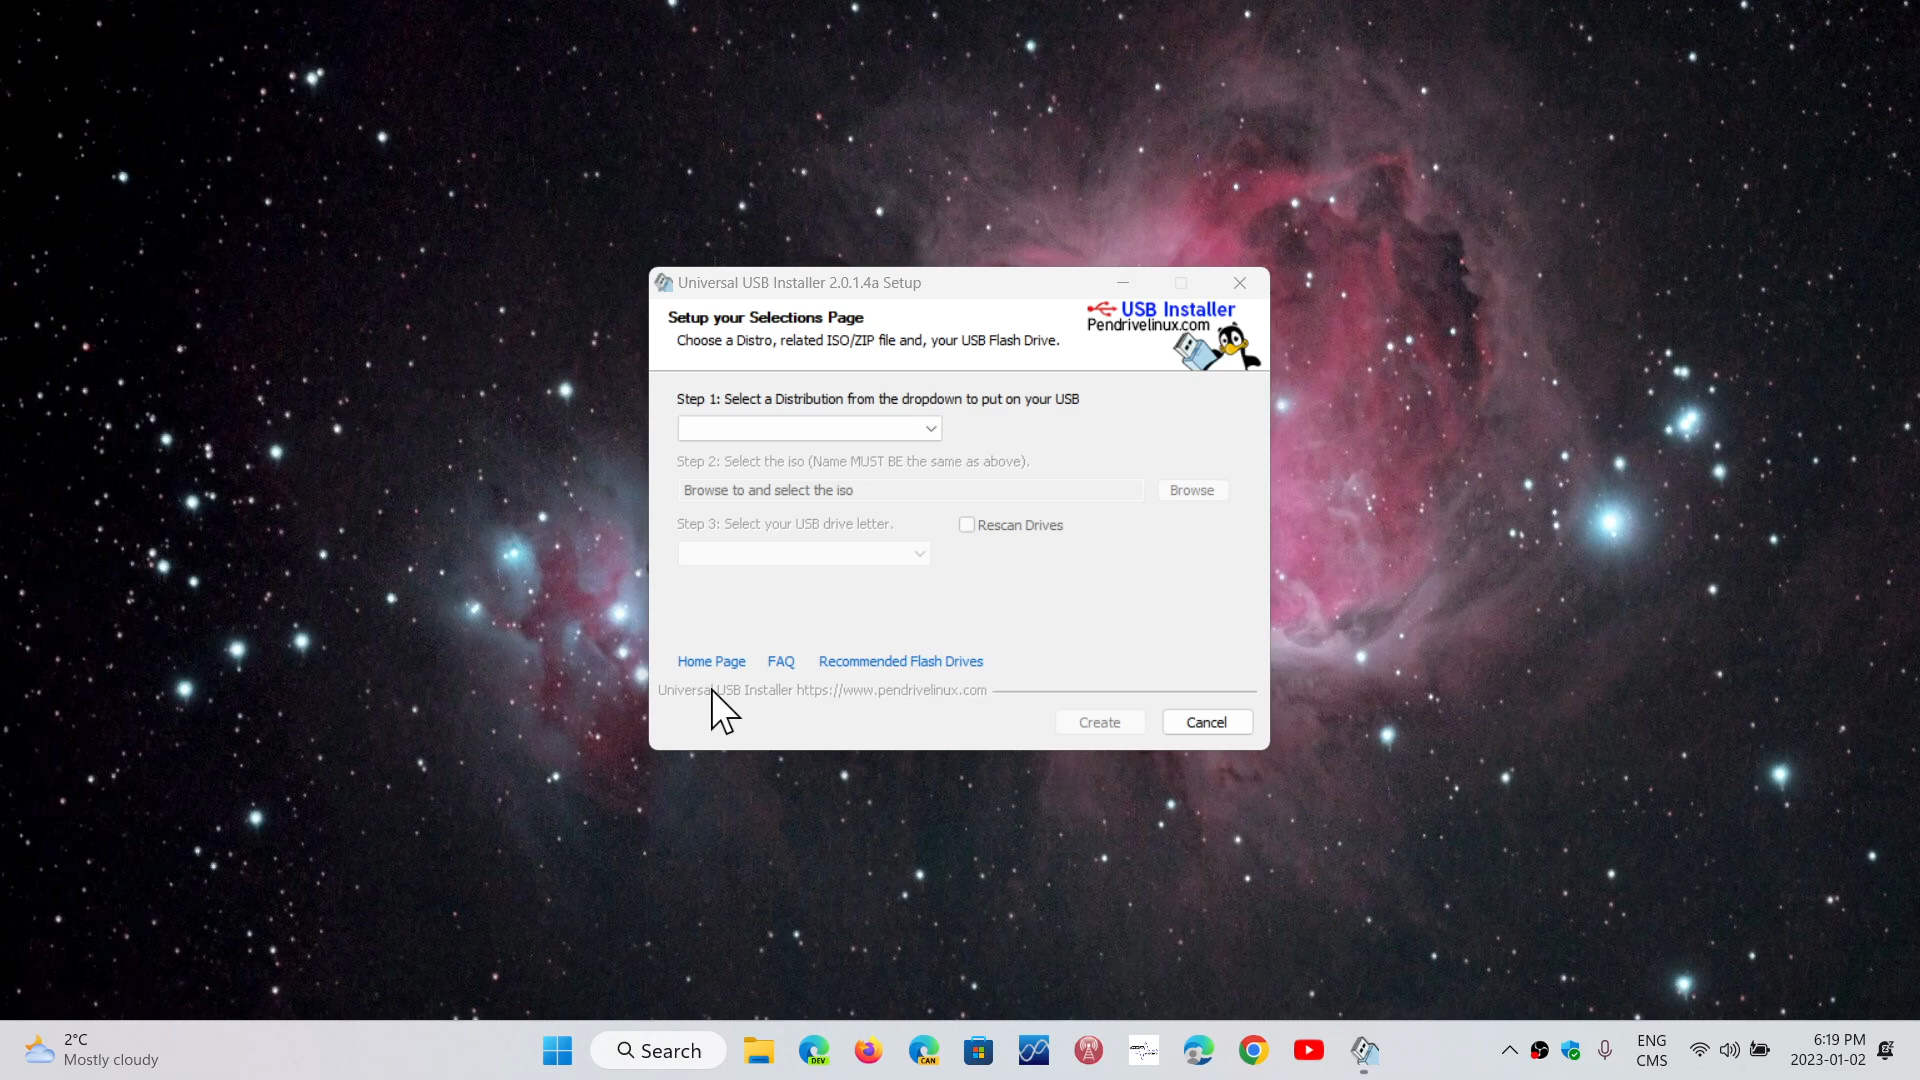 Universal USB Installer 2.0.1.4a Setup
Setup your Selections Page
Choose a Distro, related ISO/ZIP file and, your USB Flash Drive.
USB Installer
Pendrivelinux.com
Step 1: Select a Distribution from the dropdown to put on your USB
Step 2: Select the iso (Name MUST BE the same as above).
Browse to and select the iso
Browse
Step 3: Select your USB drive letter.
Rescan Drives
Home Page FAQ Recommended Flash Drives
Universal USB Installer https://www.pendrivelinux.com
Create Cancel
2°C
Mostly cloudy
Search
DEV
CAN
ENG
CMS
6:19 PM
2023-01-02